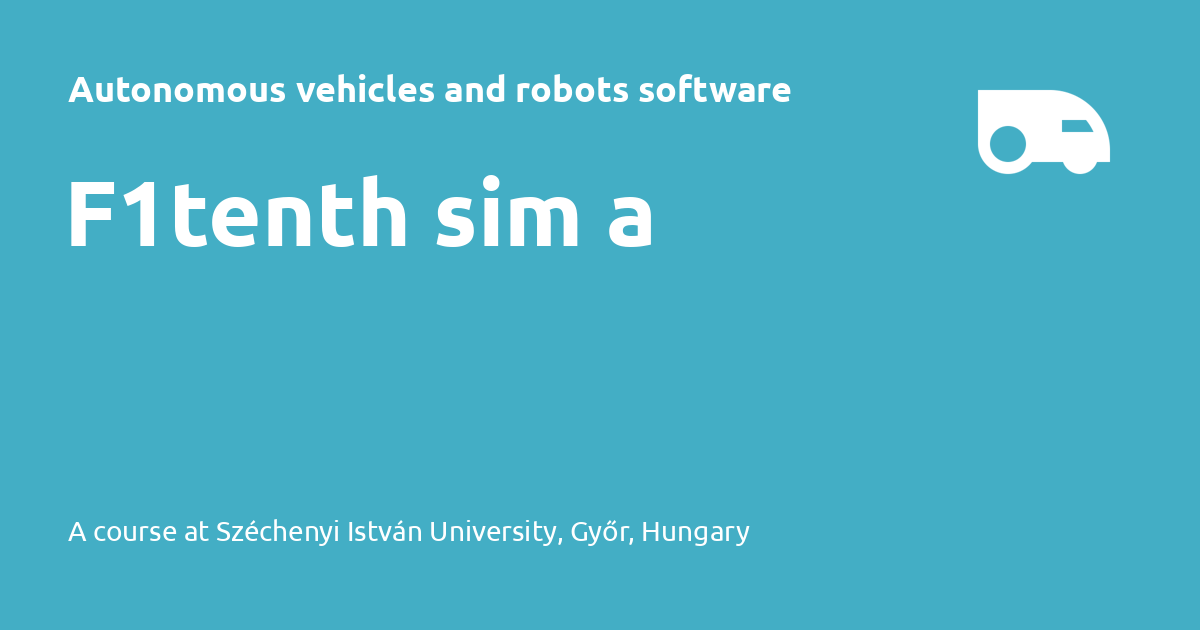 Autonomous vehicles and robots software
F1tenth sim a
A course at Széchenyi István University, Győr, Hungary